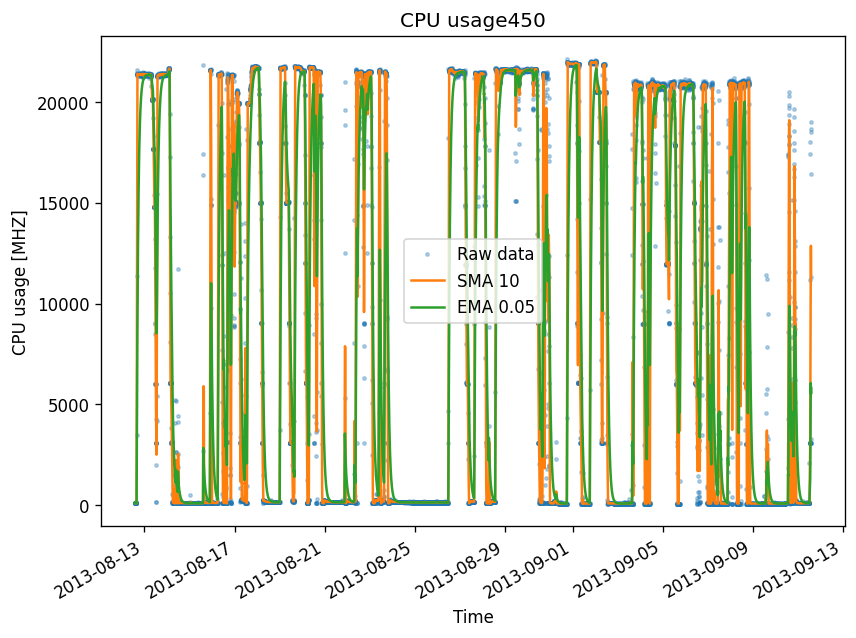 CPU usage450
CPU usage [MHZ]
20000
15000
10000
5000
0
Raw data
SMA 10
EMA 0.05
2013-08-13
2013-08-17
2013-08-21
2013-08-25
2013-08-29
2013-09-01
2013-09-05
2013-09-09
2013-09-13
Time